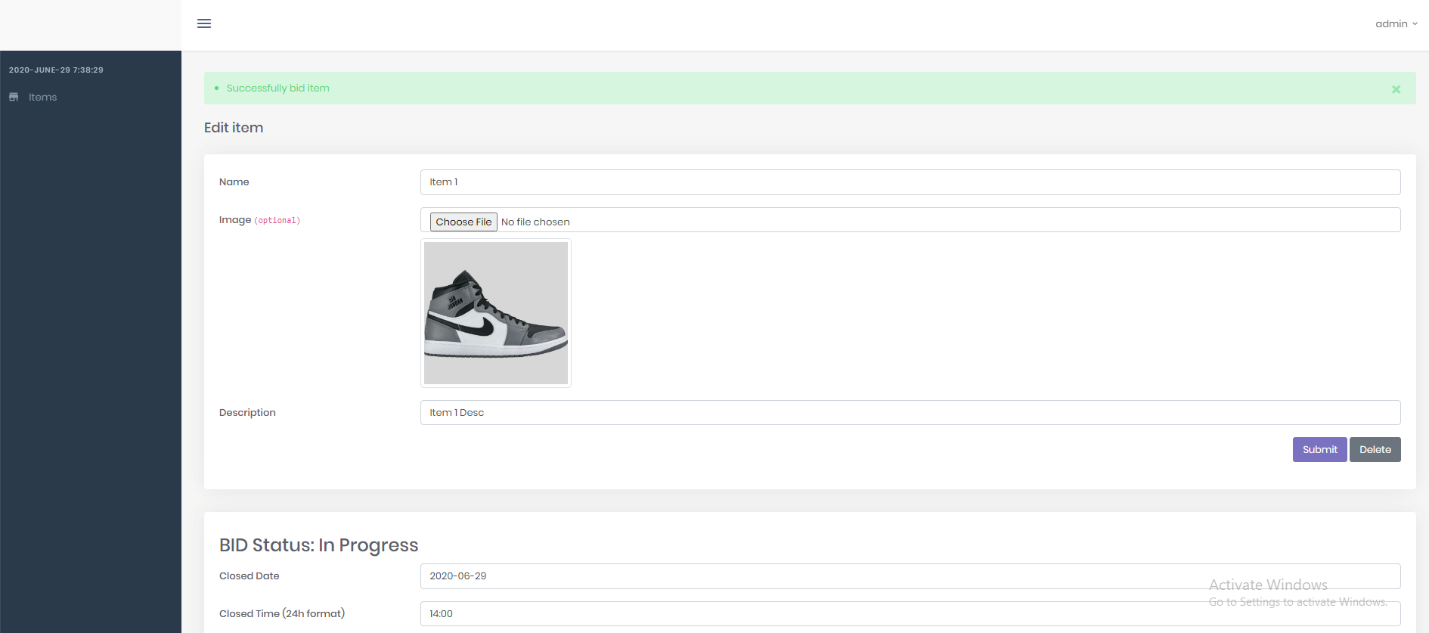 admin
2020-JUNE-29 7:38:29
Items
Successfully bid item
Edit item
Name
Item 1
Image (optional)
Choose File No file chosen
AIR
JORDAN
Description
Item 1 Desc
Submit
Delete
BID Status: In Progress
Closed Date
2020-06-29
Closed Time (24h format)
14:00
Activate Windows
Go to Settings to activate Windows.